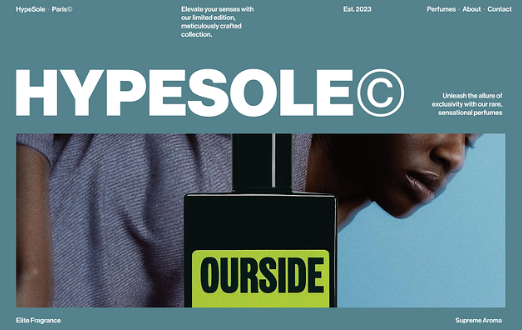 HypeSole - Paris©
Elevate your senses with
our limited edition,
meticulously crafted
collection,
Est. 2023
Perfumes - About - Contact
HYPESOLE©
Unleash the allure of
exclusivity with our rare,
sensational perfumes
OURSIDE
Elite Fragrance
Supreme Aroma